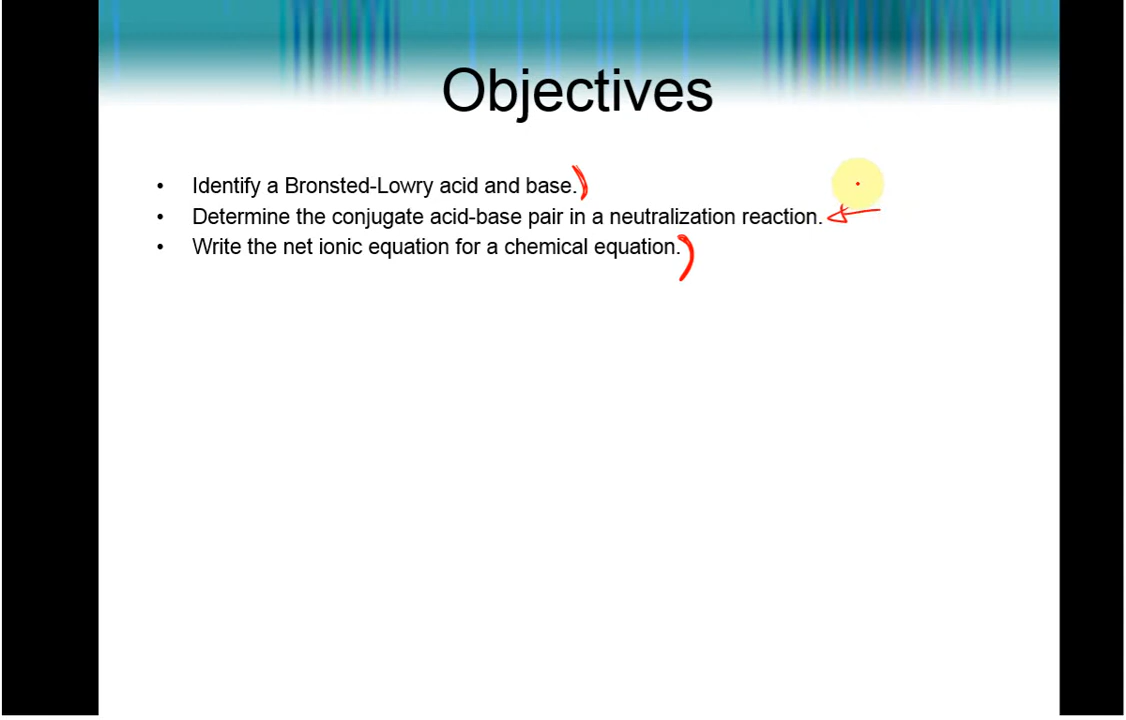 Objectives
• Identify a Bronsted-Lowry acid and base.
• Determine the conjugate acid-base pair in a neutralization reaction.
• Write the net ionic equation for a chemical equation.